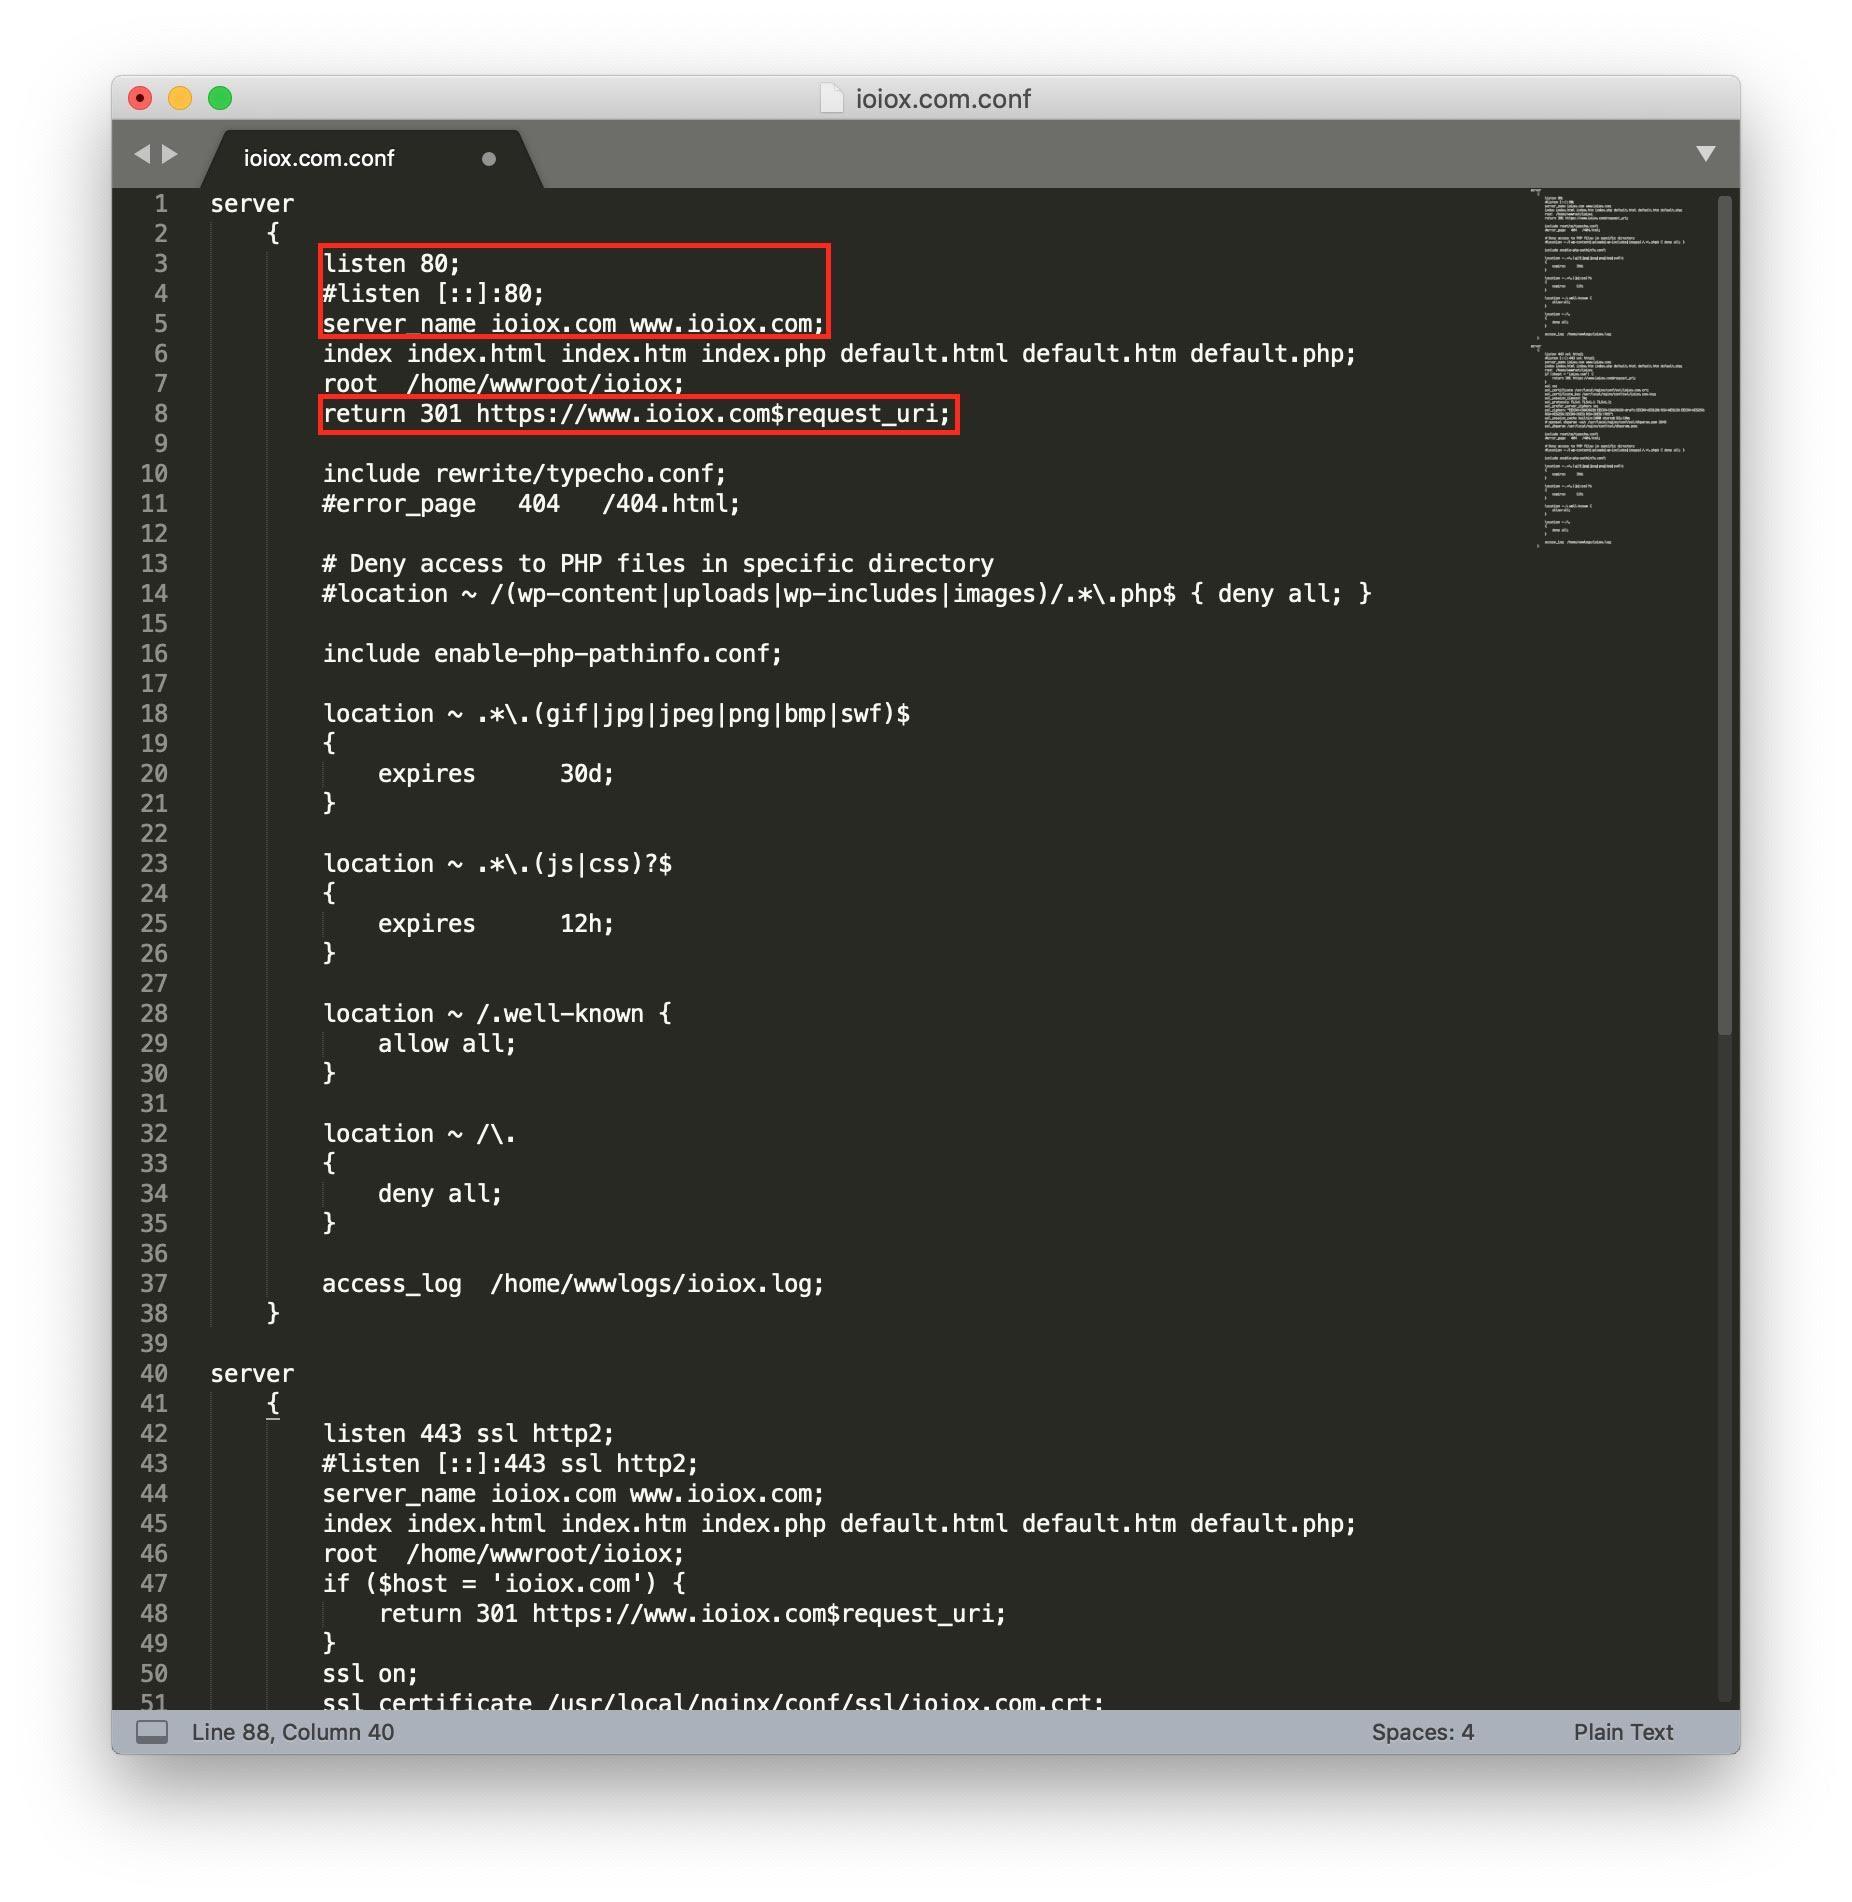 ioiox.com.conf
ioiox.com.conf
1 server
2 {
3 listen 80;
4 #listen [::]:80;
5 server_name ioiox.com www.ioiox.com;
6 index index.html index.htm index.php default.html default.htm default.php;
7 root  /home/wwwroot/ioiox;
8 return 301 https://www.ioiox.com$request_uri;
9
10 include rewrite/typecho.conf;
11 #error_page   404   /404.html;
12
13 # Deny access to PHP files in specific directory
14 #location ~ /(wp-content|uploads|wp-includes|images)/.*\.php$ { deny all; }
15
16 include enable-php-pathinfo.conf;
17
18 location ~ .*\.(gif|jpg|jpeg|png|bmp|swf)$
19 {
20     expires      30d;
21 }
22
23 location ~ .*\.(js|css)?$
24 {
25     expires      12h;
26 }
27
28 location ~ /.well-known {
29     allow all;
30 }
31
32 location ~ /\.
33 {
34     deny all;
35 }
36
37 access_log  /home/wwwlogs/ioiox.log;
38 }
39
40 server
41 {
42 listen 443 ssl http2;
43 #listen [::]:443 ssl http2;
44 server_name ioiox.com www.ioiox.com;
45 index index.html index.htm index.php default.html default.htm default.php;
46 root  /home/wwwroot/ioiox;
47 if ($host = 'ioiox.com') {
48     return 301 https://www.ioiox.com$request_uri;
49 }
50 ssl on;
51 ssl_certificate /usr/local/nginx/conf/ssl/ioiox.com.crt;
Line 88, Column 40 Spaces: 4 Plain Text